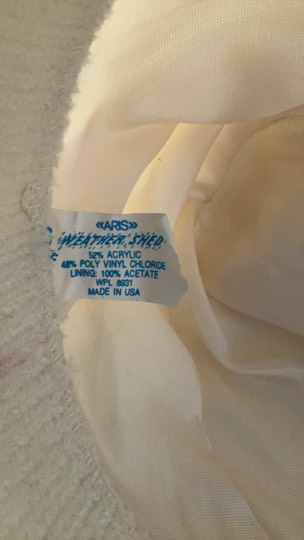 «ARIS»
WEATHER SHED
52% ACRYLIC
48% POLY VINYL CHLORIDE
LINING: 100% ACETATE
WPL 8931
MADE IN USA